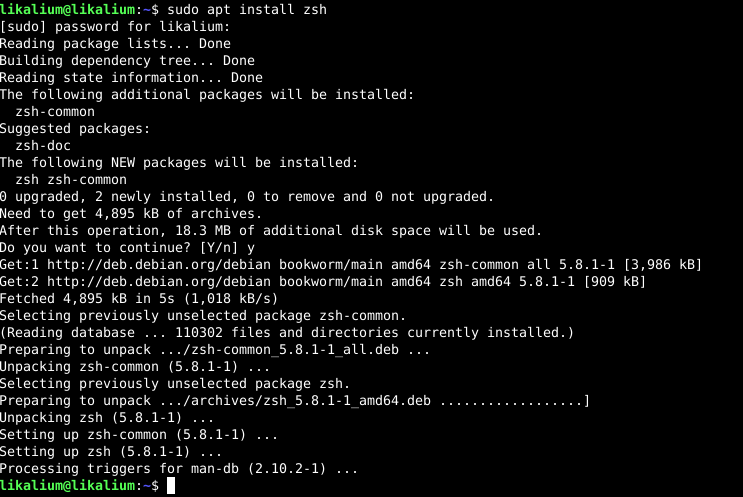 likalium@likalium:~$ sudo apt install zsh
[sudo] password for likalium:
Reading package lists... Done
Building dependency tree... Done
Reading state information... Done
The following additional packages will be installed:
  zsh-common
Suggested packages:
  zsh-doc
The following NEW packages will be installed:
  zsh zsh-common
0 upgraded, 2 newly installed, 0 to remove and 0 not upgraded.
Need to get 4,895 kB of archives.
After this operation, 18.3 MB of additional disk space will be used.
Do you want to continue? [Y/n] y
Get:1 http://deb.debian.org/debian bookworm/main amd64 zsh-common all 5.8.1-1 [3,986 kB]
Get:2 http://deb.debian.org/debian bookworm/main amd64 zsh amd64 5.8.1-1 [909 kB]
Fetched 4,895 kB in 5s (1,018 kB/s)
Selecting previously unselected package zsh-common.
(Reading database ... 110302 files and directories currently installed.)
Preparing to unpack .../zsh-common_5.8.1-1_all.deb ...
Unpacking zsh-common (5.8.1-1) ...
Selecting previously unselected package zsh.
Preparing to unpack .../archives/zsh_5.8.1-1_amd64.deb ..................]
Unpacking zsh (5.8.1-1) ...
Setting up zsh-common (5.8.1-1) ...
Setting up zsh (5.8.1-1) ...
Processing triggers for man-db (2.10.2-1) ...
likalium@likalium:~$